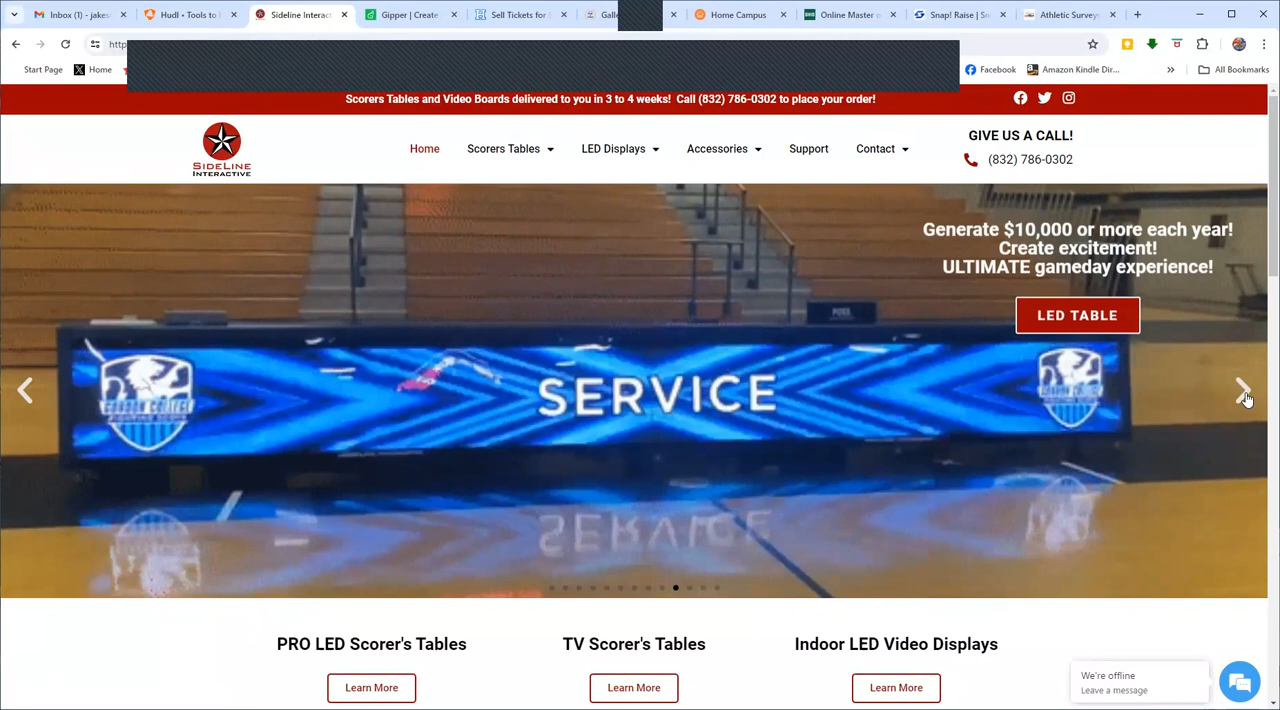 Inbox (1) - jakes
Hudl • Tools to
Sideline Interac
Gipper | Create
Sell Tickets for S
Galle
Home Campus
Online Master o
Snap! Raise | Sn
Athletic Surveys
http
Start Page
Home
Facebook
Amazon Kindle Dir...
All Bookmarks
Scorers Tables and Video Boards delivered to you in 3 to 4 weeks! Call (832) 786-0302 to place your order!
SIDELINE
INTERACTIVE
Home
Scorers Tables
LED Displays
Accessories
Support
Contact
GIVE US A CALL!
(832) 786-0302
Generate $10,000 or more each year!
Create excitement!
ULTIMATE gameday experience!
LED TABLE
GORDON COLLEGE
SERVICE
PRO LED Scorer's Tables
TV Scorer's Tables
Indoor LED Video Displays
Learn More
Learn More
Learn More
We're offline
Leave a message